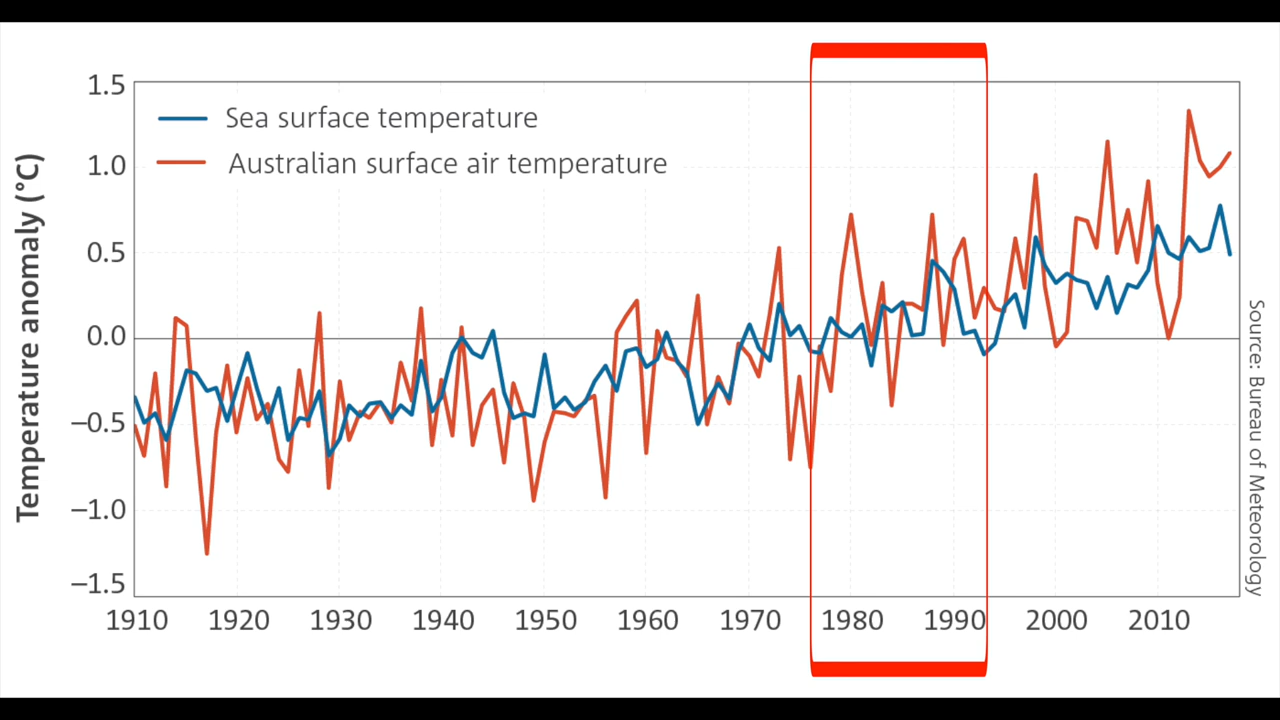 1.5
1.0
0.5
0.0
−0.5
−1.0
−1.5
Temperature anomaly (°C)
Sea surface temperature
Australian surface air temperature
1910 1920 1930 1940 1950 1960 1970 1980 1990 2000 2010
Source: Bureau of Meteorology